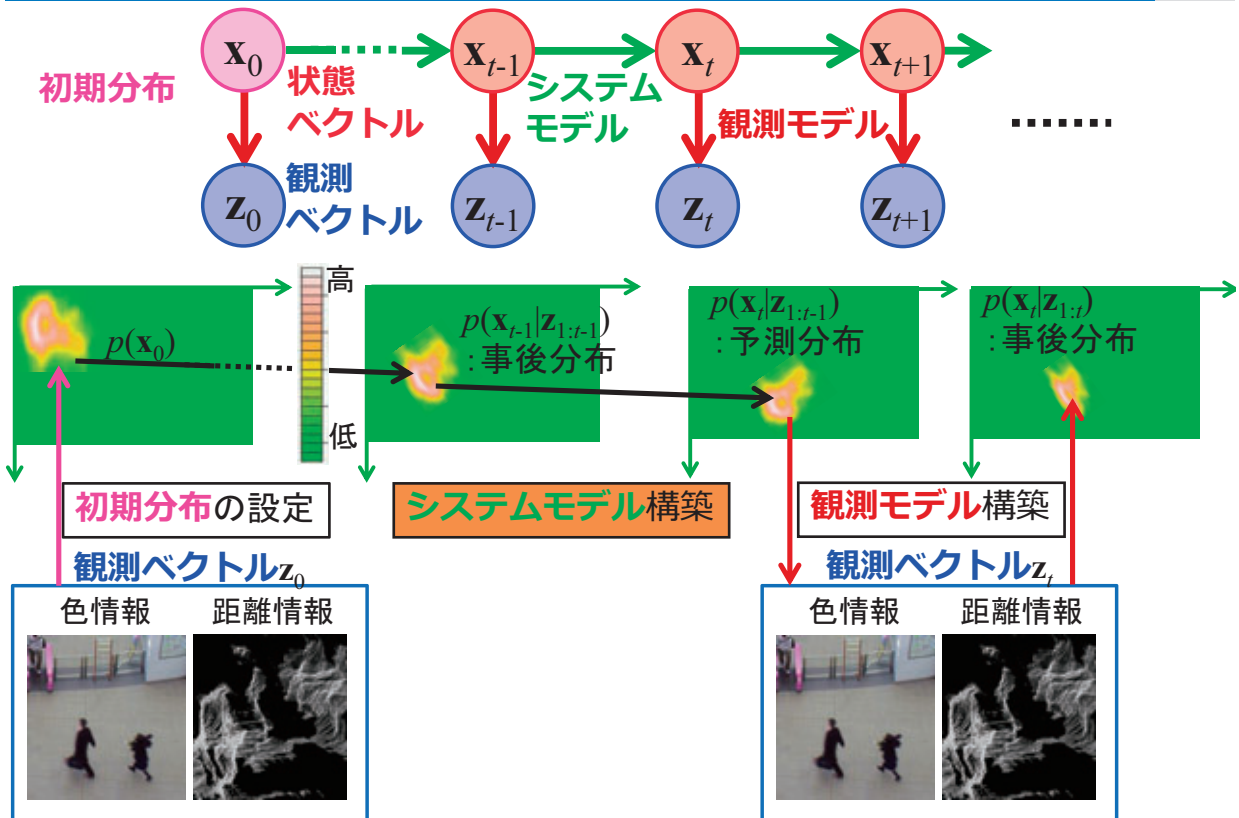 x0
xt-1
xt
xt+1
初期分布
状態
ベクトル
システム
モデル
観測モデル
........
観測
ベクトル
z0
zt-1
zt
zt+1
高
低
p(x0)
p(xt-1|z1:t-1)
:事後分布
p(xt|z1:t-1)
:予測分布
p(xt|z1:t)
:事後分布
初期分布の設定
システムモデル構築
観測モデル構築
観測ベクトルz0
色情報 距離情報
観測ベクトルzt
色情報 距離情報